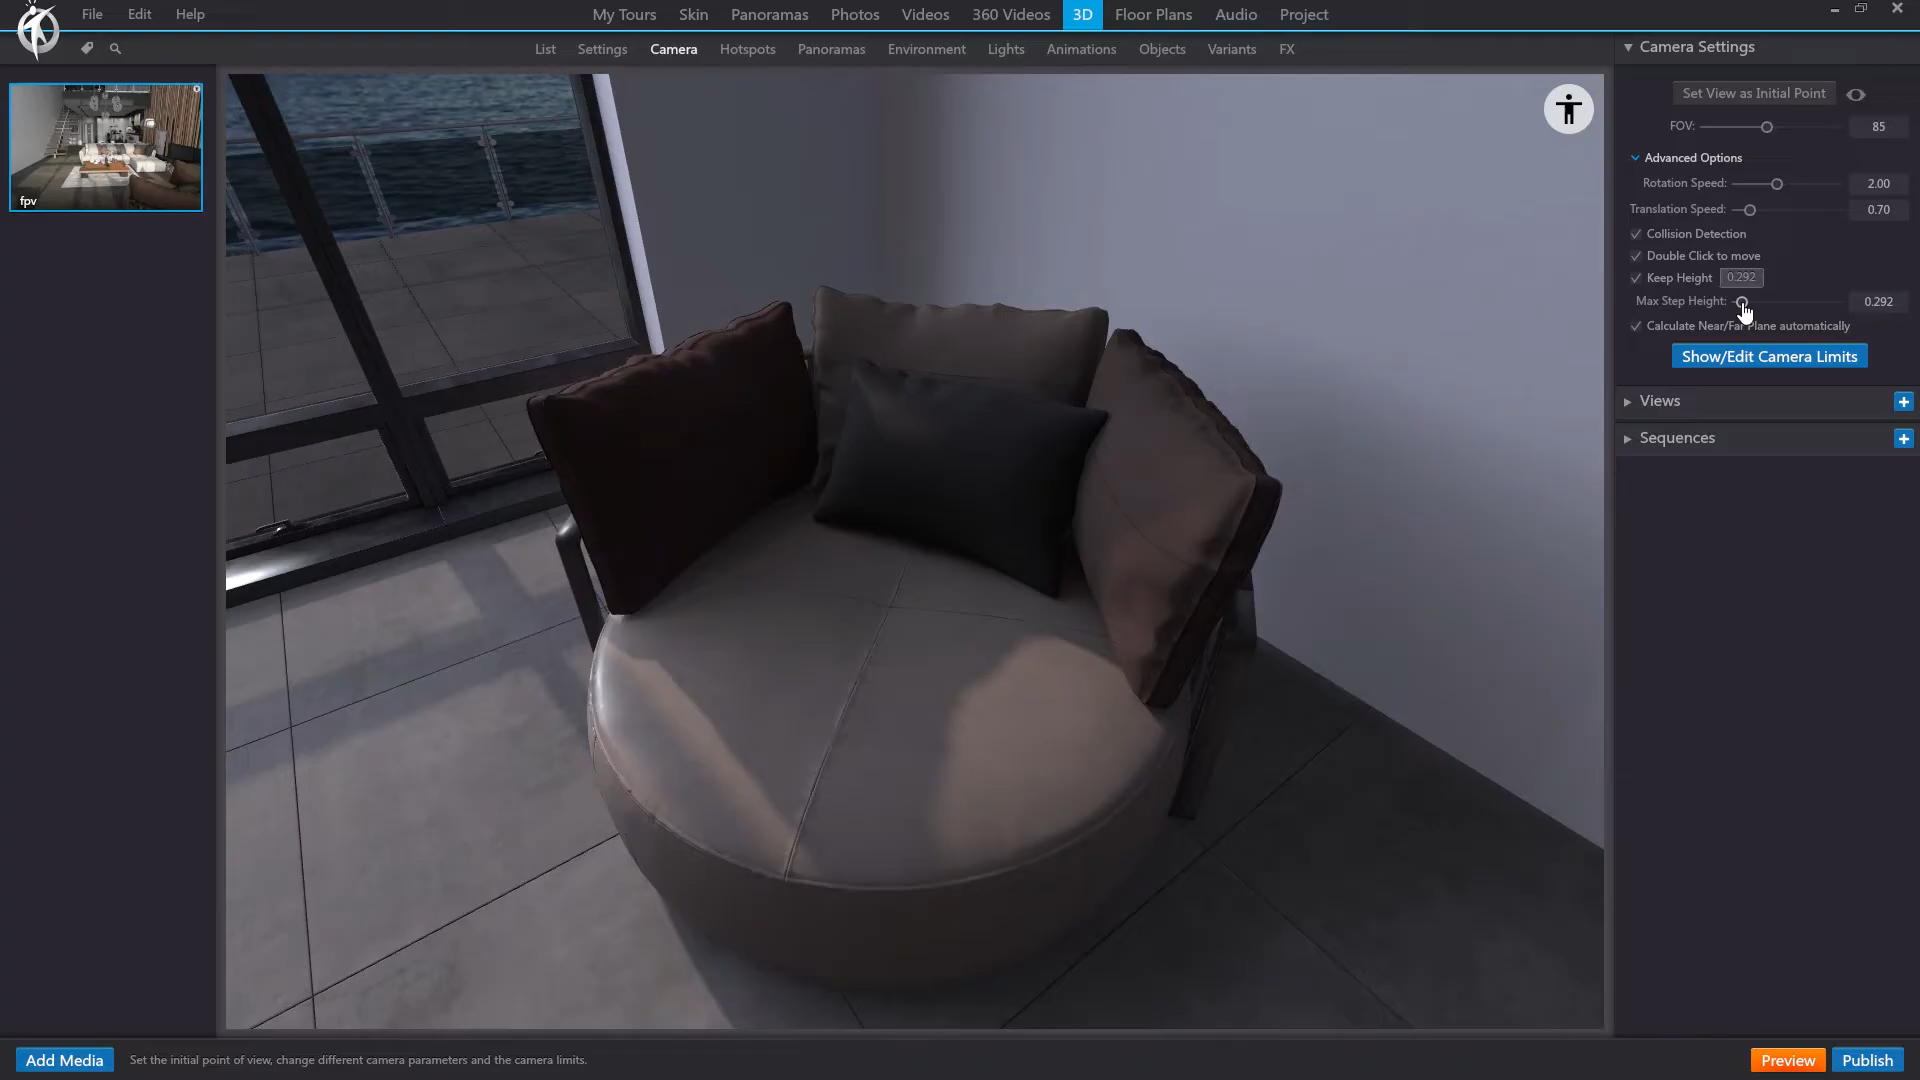 File Edit Help
My Tours Skin Panoramas Photos Videos 360 Videos 3D Floor Plans Audio Project
List Settings Camera Hotspots Panoramas Environment Lights Animations Objects Variants FX
fpv
Camera Settings
Set View as Initial Point
FOV: 85
Advanced Options
Rotation Speed: 2.00
Translation Speed: 0.70
Collision Detection
Double Click to move
Keep Height 0.292
Max Step Height: 0.292
Calculate Near/Far Plane automatically
Show/Edit Camera Limits
Views
Sequences
Add Media Set the initial point of view, change different camera parameters and the camera limits.
Preview Publish